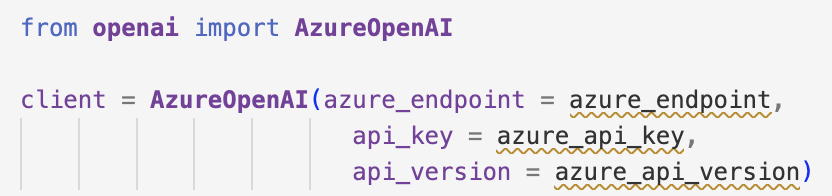 from openai import AzureOpenAI
client = AzureOpenAI(azure_endpoint = azure_endpoint,
api_key = azure_api_key,
api_version = azure_api_version)